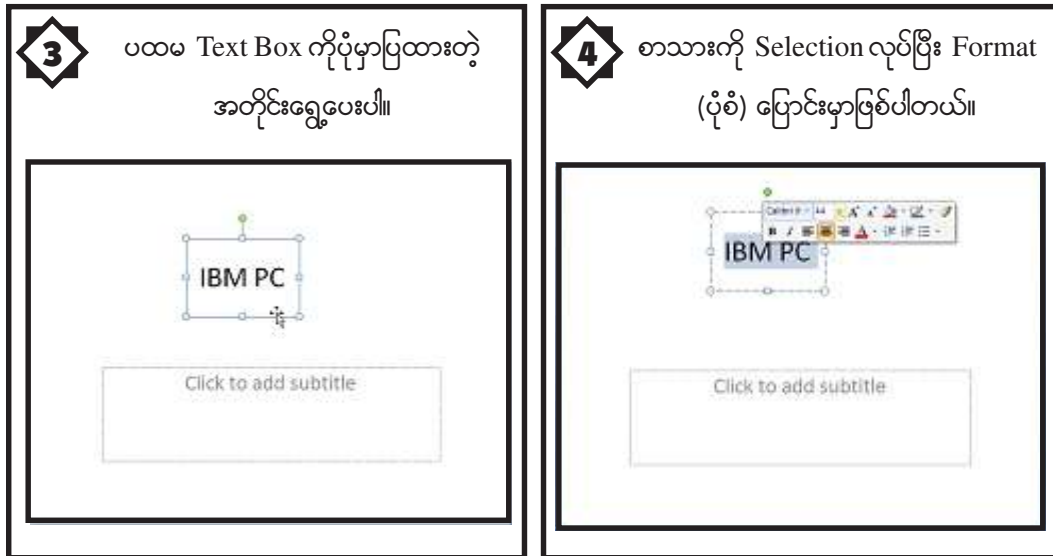 3
ပထမ Text Box ကိုပုံမှာပြထားတဲ့
အတိုင်းရွှေ့ပေးပါ။
IBM PC
Click to add subtitle
4
စာသားကို Selection လုပ်ပြီး Format
(ပုံစံ) ပြောင်းမှာဖြစ်ပါတယ်။
IBM PC
Click to add subtitle